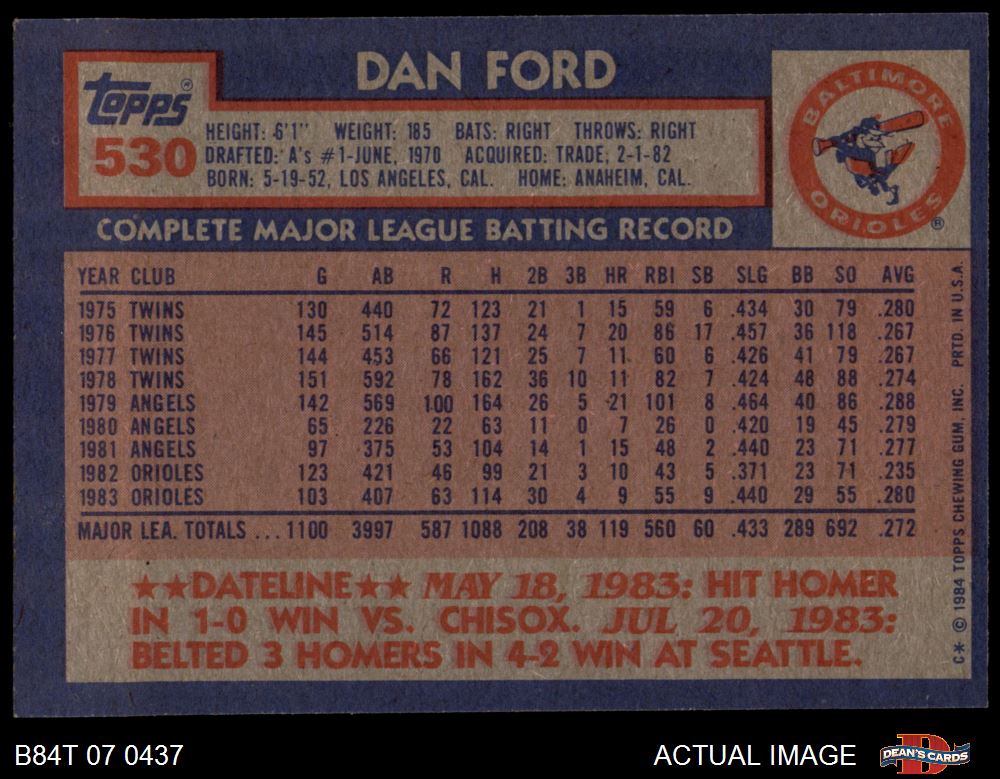 DAN FORD
Topps®
530
HEIGHT: 6'1" WEIGHT: 185 BATS: RIGHT THROWS: RIGHT
DRAFTED: A's #1-JUNE, 1970 ACQUIRED: TRADE, 2-1-82
BORN: 5-19-52, LOS ANGELES, CAL. HOME: ANAHEIM, CAL.
BALTIMORE
ORIOLES
®
COMPLETE MAJOR LEAGUE BATTING RECORD
YEAR CLUB G AB R H 2B 3B HR RBI SB SLG BB SO AVG
1975 TWINS 130 440 72 123 21 1 15 59 6 .434 30 79 .280
1976 TWINS 145 514 87 137 24 7 20 86 17 .457 36 118 .267
1977 TWINS 144 453 66 121 25 7 11 60 6 .426 41 79 .267
1978 TWINS 151 592 78 162 36 10 11 82 7 .424 48 88 .274
1979 ANGELS 142 569 100 164 26 5 21 101 8 .464 40 86 .288
1980 ANGELS 65 226 22 63 11 0 7 26 0 .420 19 45 .279
1981 ANGELS 97 375 53 104 14 1 15 48 2 .440 23 71 .277
1982 ORIOLES 123 421 46 99 21 3 10 43 5 .371 23 71 .235
1983 ORIOLES 103 407 63 114 30 4 9 55 9 .440 29 55 .280
MAJOR LEA. TOTALS ... 1100 3997 587 1088 208 38 119 560 60 .433 289 692 .272
★★DATELINE★★ MAY 18, 1983: HIT HOMER
IN 1-0 WIN VS. CHISOX. JUL 20, 1983:
BELTED 3 HOMERS IN 4-2 WIN AT SEATTLE.
C* © 1984 TOPPS CHEWING GUM, INC. PRTD. IN U.S.A.
B84T 07 0437
ACTUAL IMAGE
D
DEAN'S CARDS